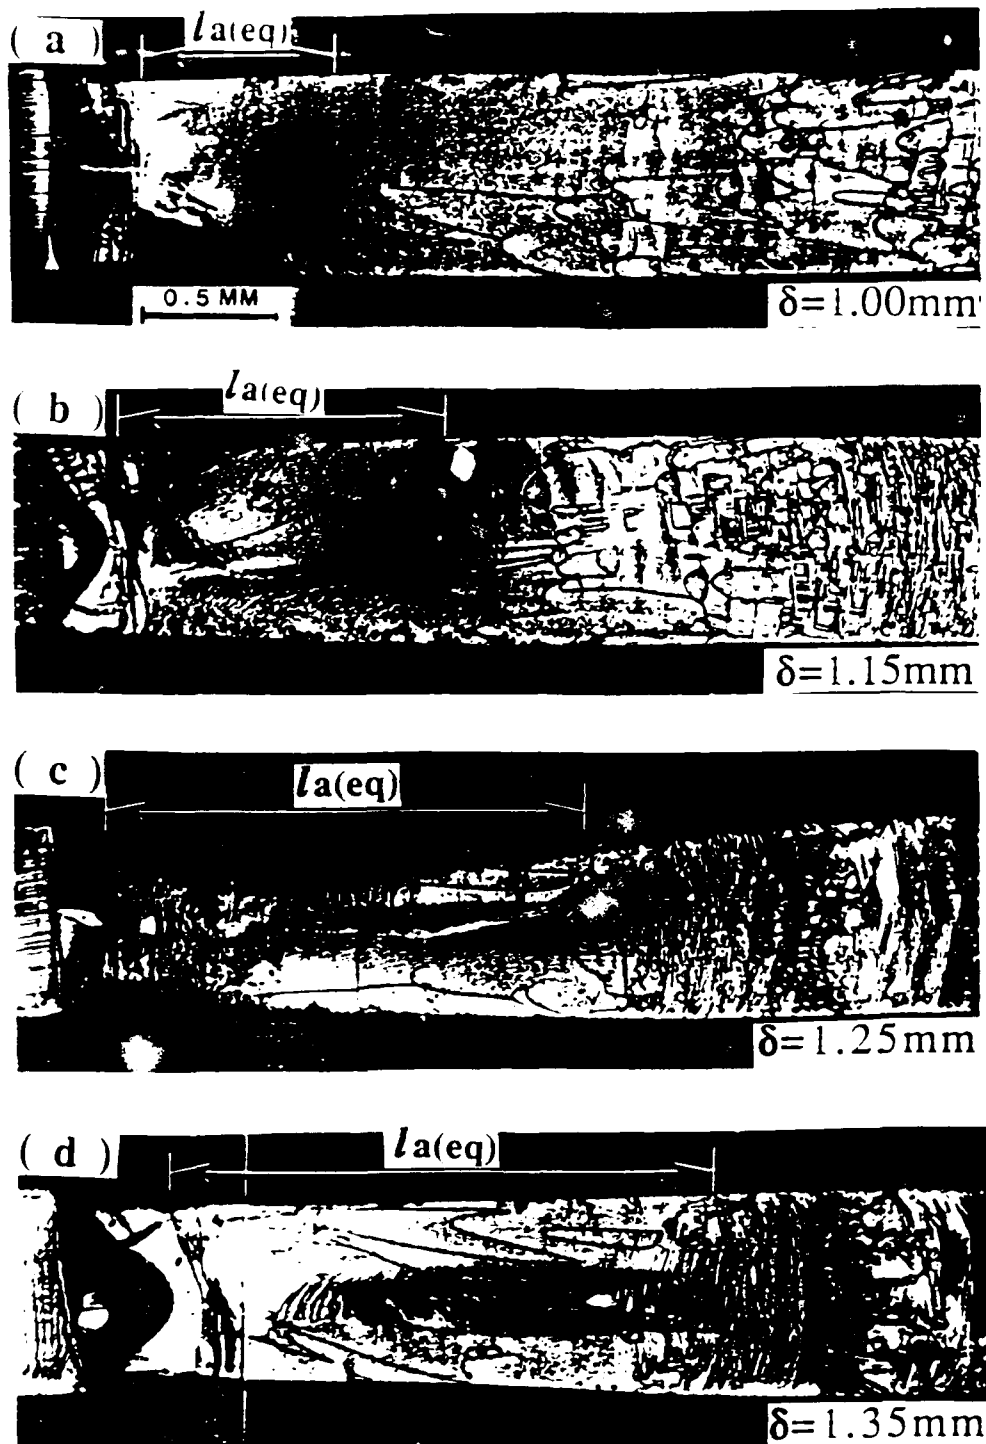 ( a )
la(eq)
0.5 MM
δ=1.00mm
( b )
la(eq)
δ=1.15mm
( c )
la(eq)
δ=1.25mm
( d )
la(eq)
δ=1.35mm